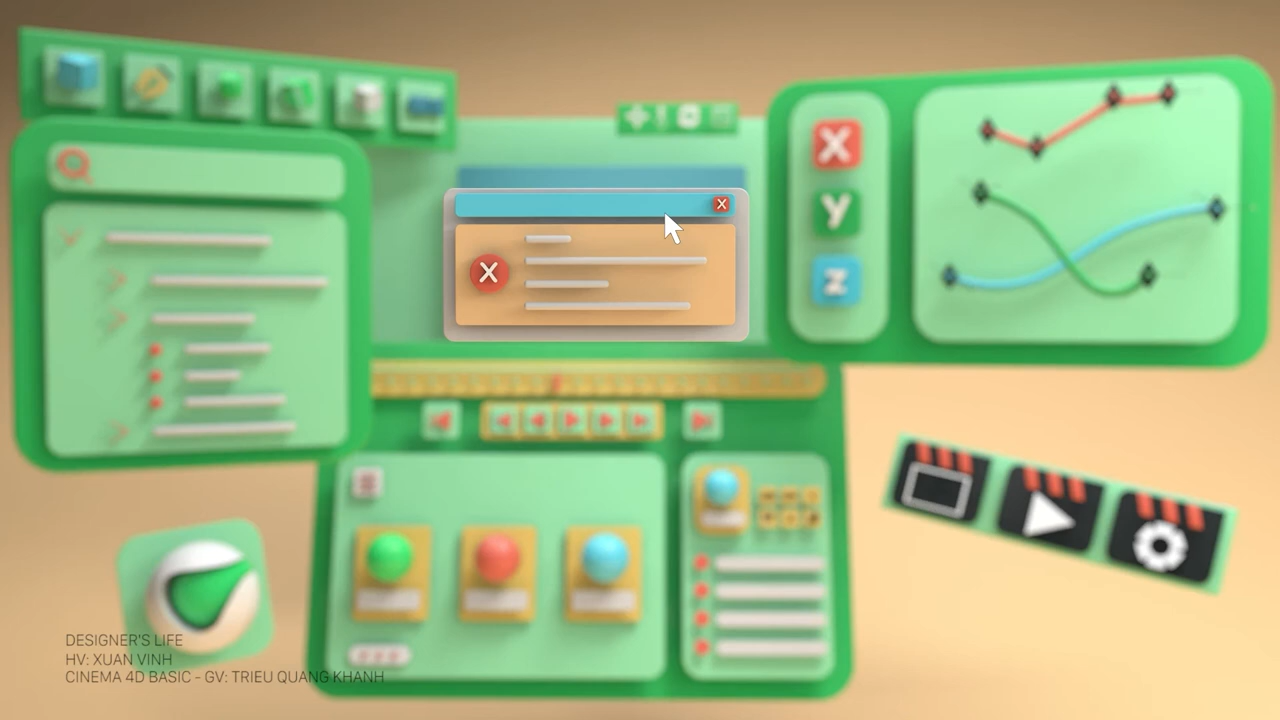 X
X
X
y
z
DESIGNER'S LIFE
HV: XUAN VINH
CINEMA 4D BASIC - GV: TRIEU QUANG KHANH